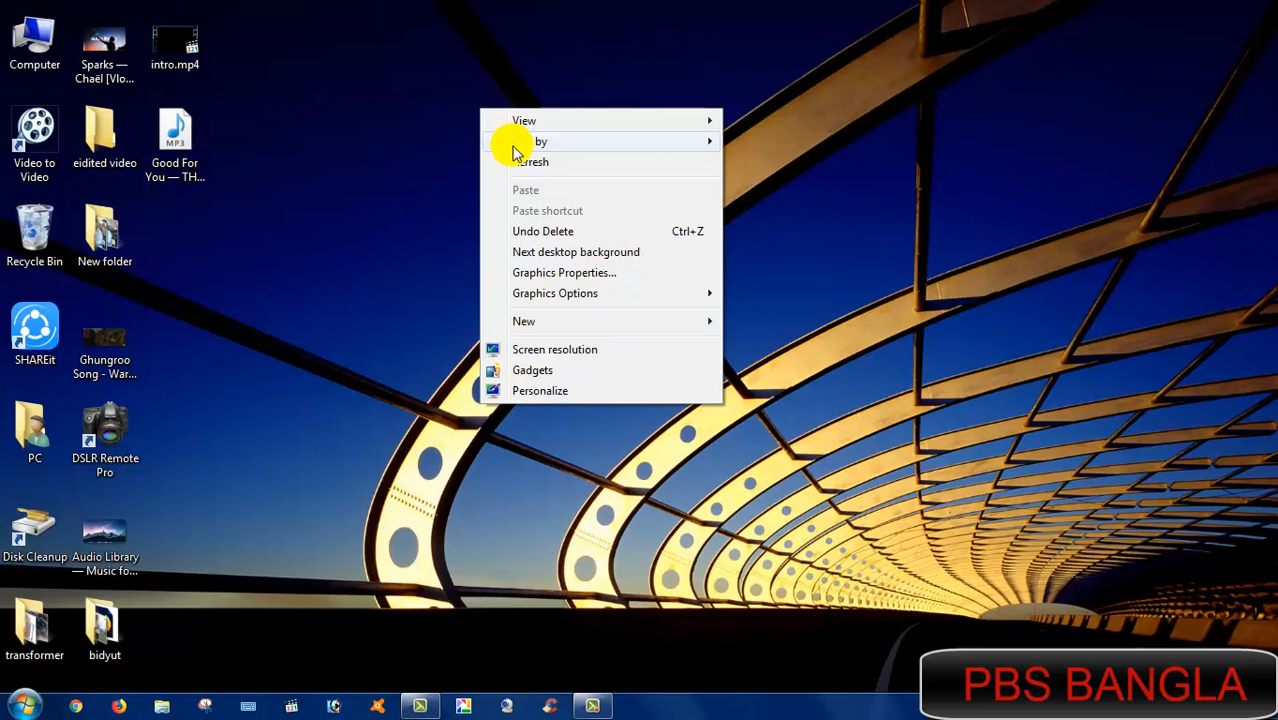 Computer
Sparks —
Chaël [Vlo...
intro.mp4
Video to
Video
eidited video
MP3
Good For
You — TH...
Recycle Bin
New folder
SHAREit
Ghungroo
Song - War...
PC
DSLR Remote
Pro
Disk Cleanup
Audio Library
— Music fo...
transformer
bidyut
View
by
Paste
Paste shortcut
Undo Delete Ctrl+Z
Next desktop background
Graphics Properties...
Graphics Options
New
Screen resolution
Gadgets
Personalize
PBS BANGLA